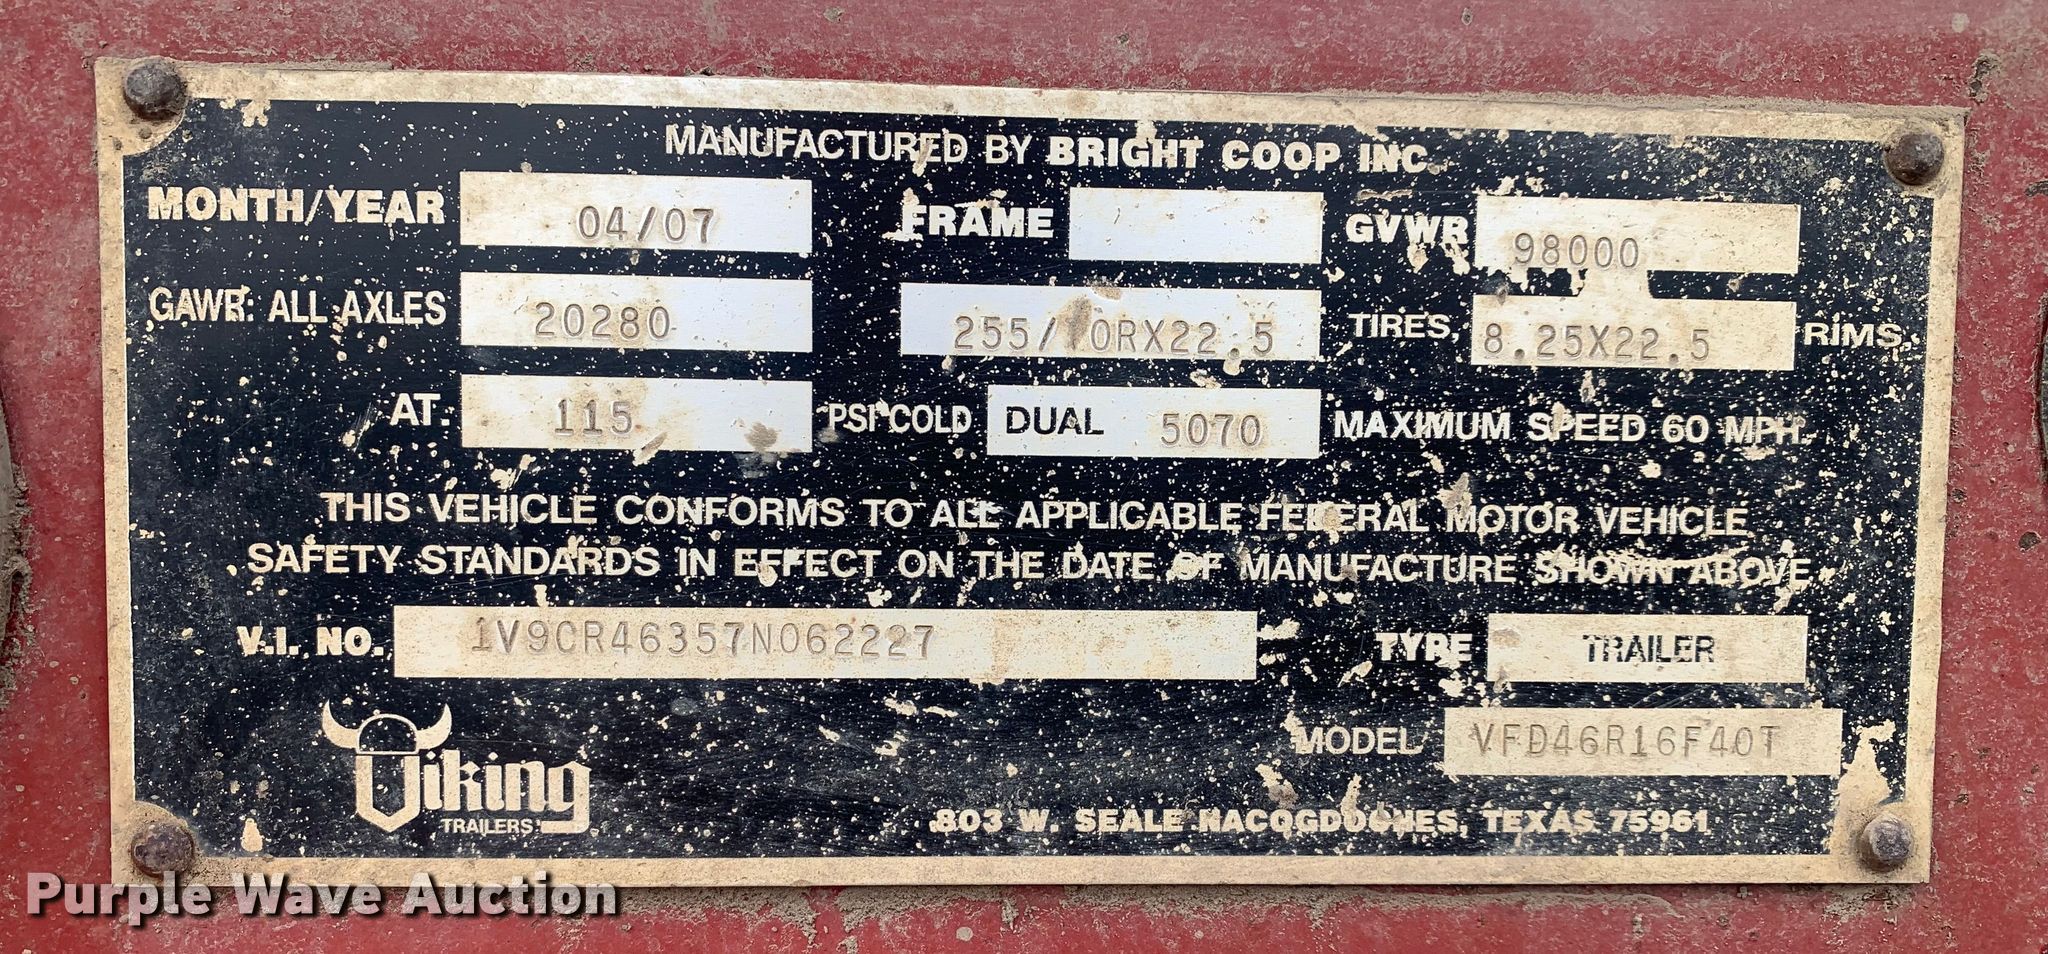 MANUFACTURED BY BRIGHT COOP INC.
MONTH/YEAR 04/07 FRAME GVWR 98000
GAWR: ALL AXLES 20280 255/70RX22.5 TIRES, 8.25X22.5 RIMS,
AT. 115 PSI COLD DUAL 5070 MAXIMUM SPEED 60 MPH.
THIS VEHICLE CONFORMS TO ALL APPLICABLE FEDERAL MOTOR VEHICLE
SAFETY STANDARDS IN EFFECT ON THE DATE OF MANUFACTURE SHOWN ABOVE
V.I. NO. 1V9CR46357N062227 TYPE TRAILER
MODEL VFD46R16F40T
Viking
TRAILERS
803 W. SEALE NACOGDOCHES, TEXAS 75961
Purple Wave Auction